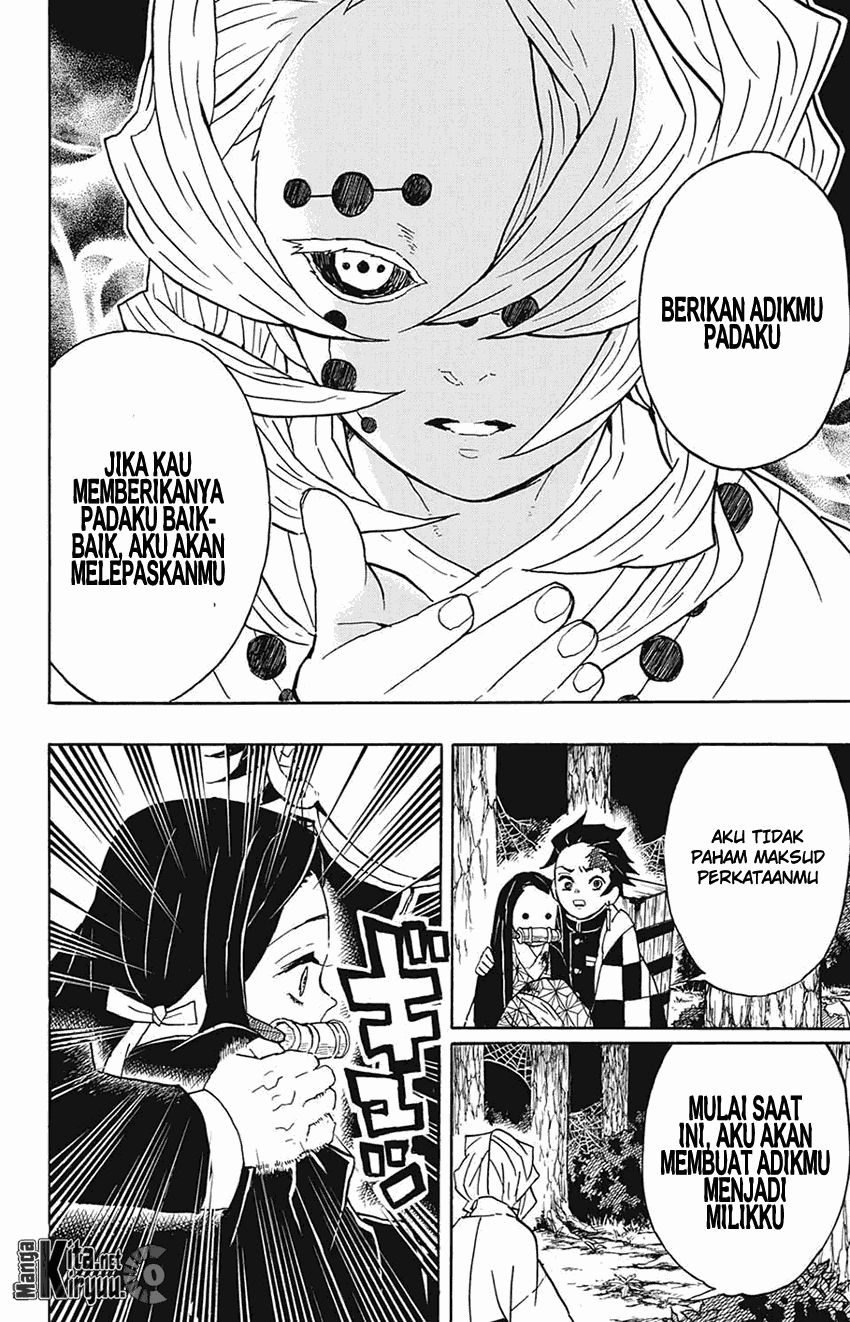 BERIKAN ADIKMU
PADAKU
JIKA KAU
MEMBERIKANYA
PADAKU BAIK-
BAIK, AKU AKAN
MELEPASKANMU
AKU TIDAK
PAHAM MAKSUD
PERKATAANMU
MULAI SAAT
INI, AKU AKAN
MEMBUAT ADIKMU
MENJADI
MILIKKU
Manga
Kita.net
Kiryuu.